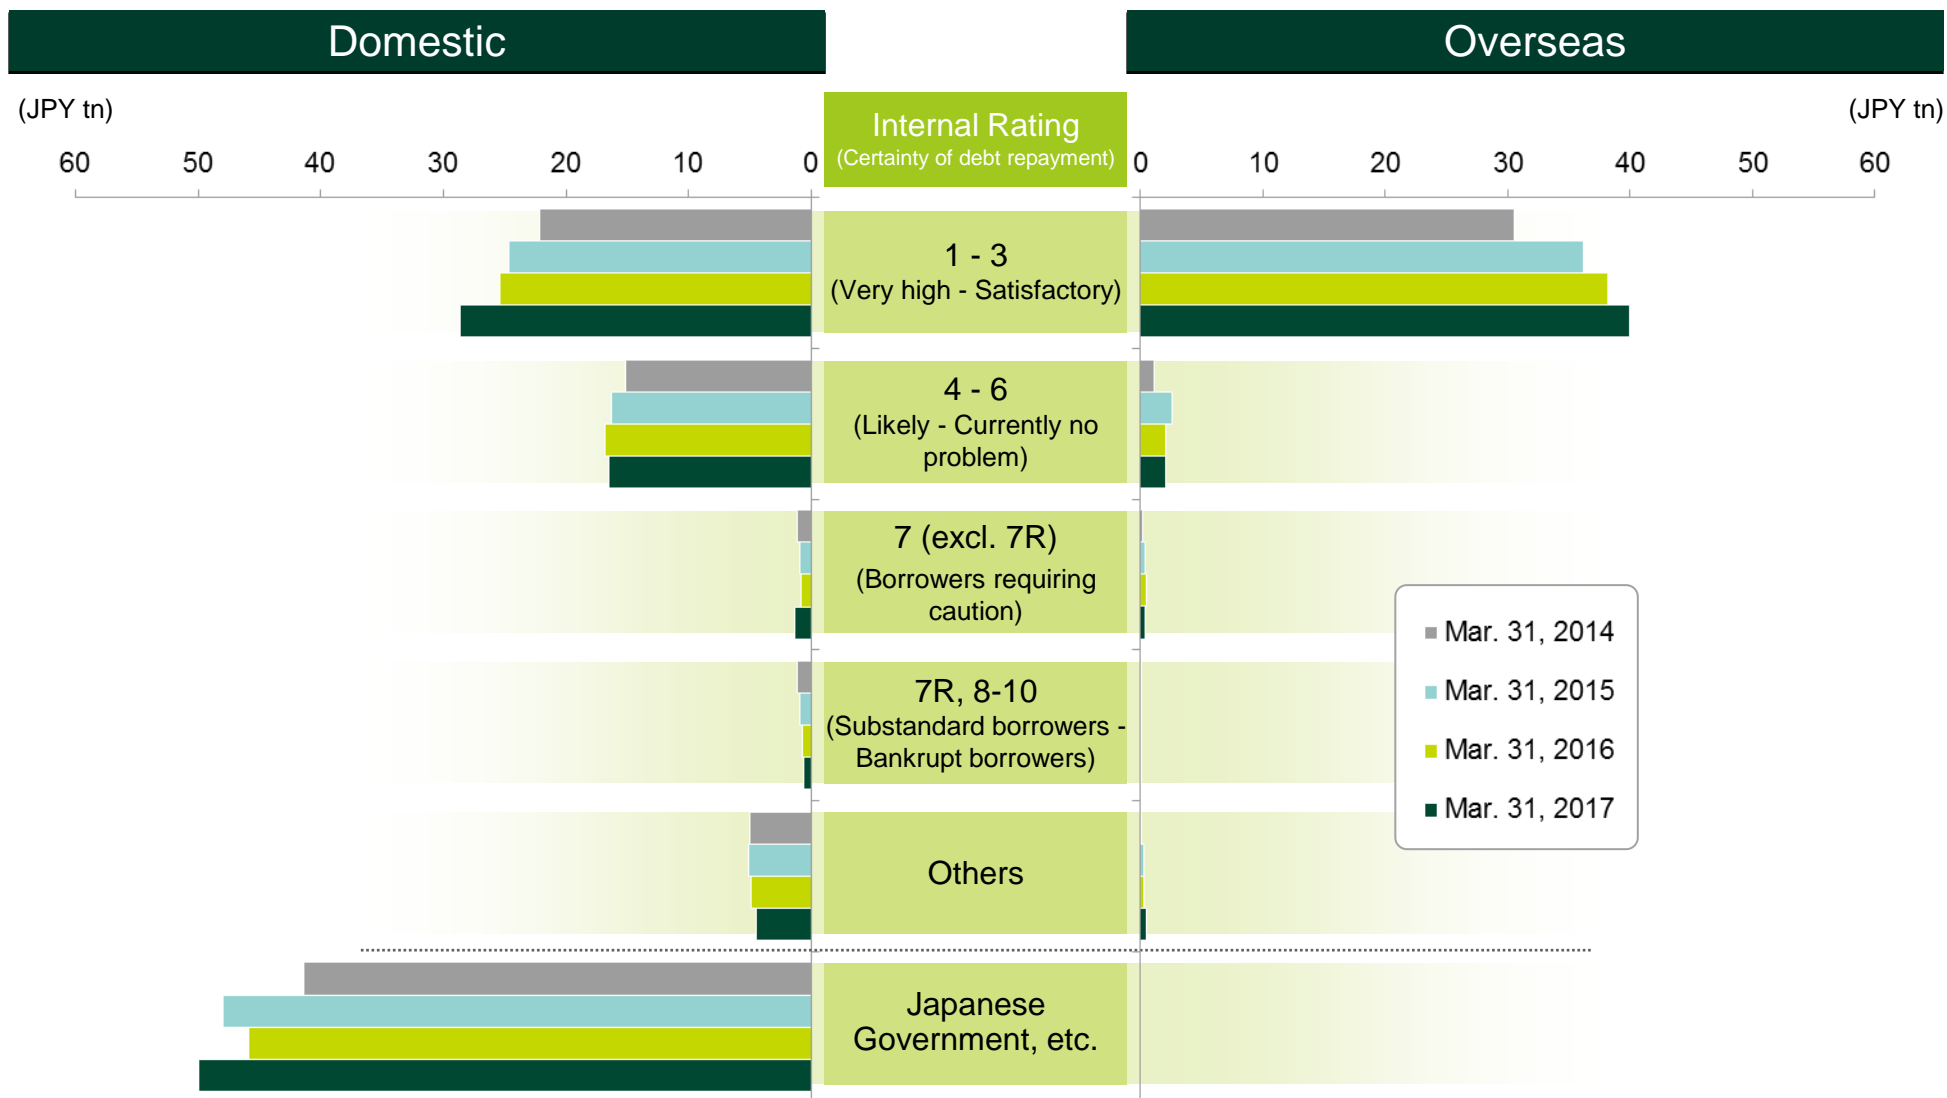 Domestic
Overseas
(JPY tn)
(JPY tn)
Internal Rating
(Certainty of debt repayment)
60 50 40 30 20 10 0
0 10 20 30 40 50 60
1 - 3
(Very high - Satisfactory)
4 - 6
(Likely - Currently no
problem)
7 (excl. 7R)
(Borrowers requiring
caution)
7R, 8-10
(Substandard borrowers -
Bankrupt borrowers)
Others
Japanese
Government, etc.
Mar. 31, 2014
Mar. 31, 2015
Mar. 31, 2016
Mar. 31, 2017